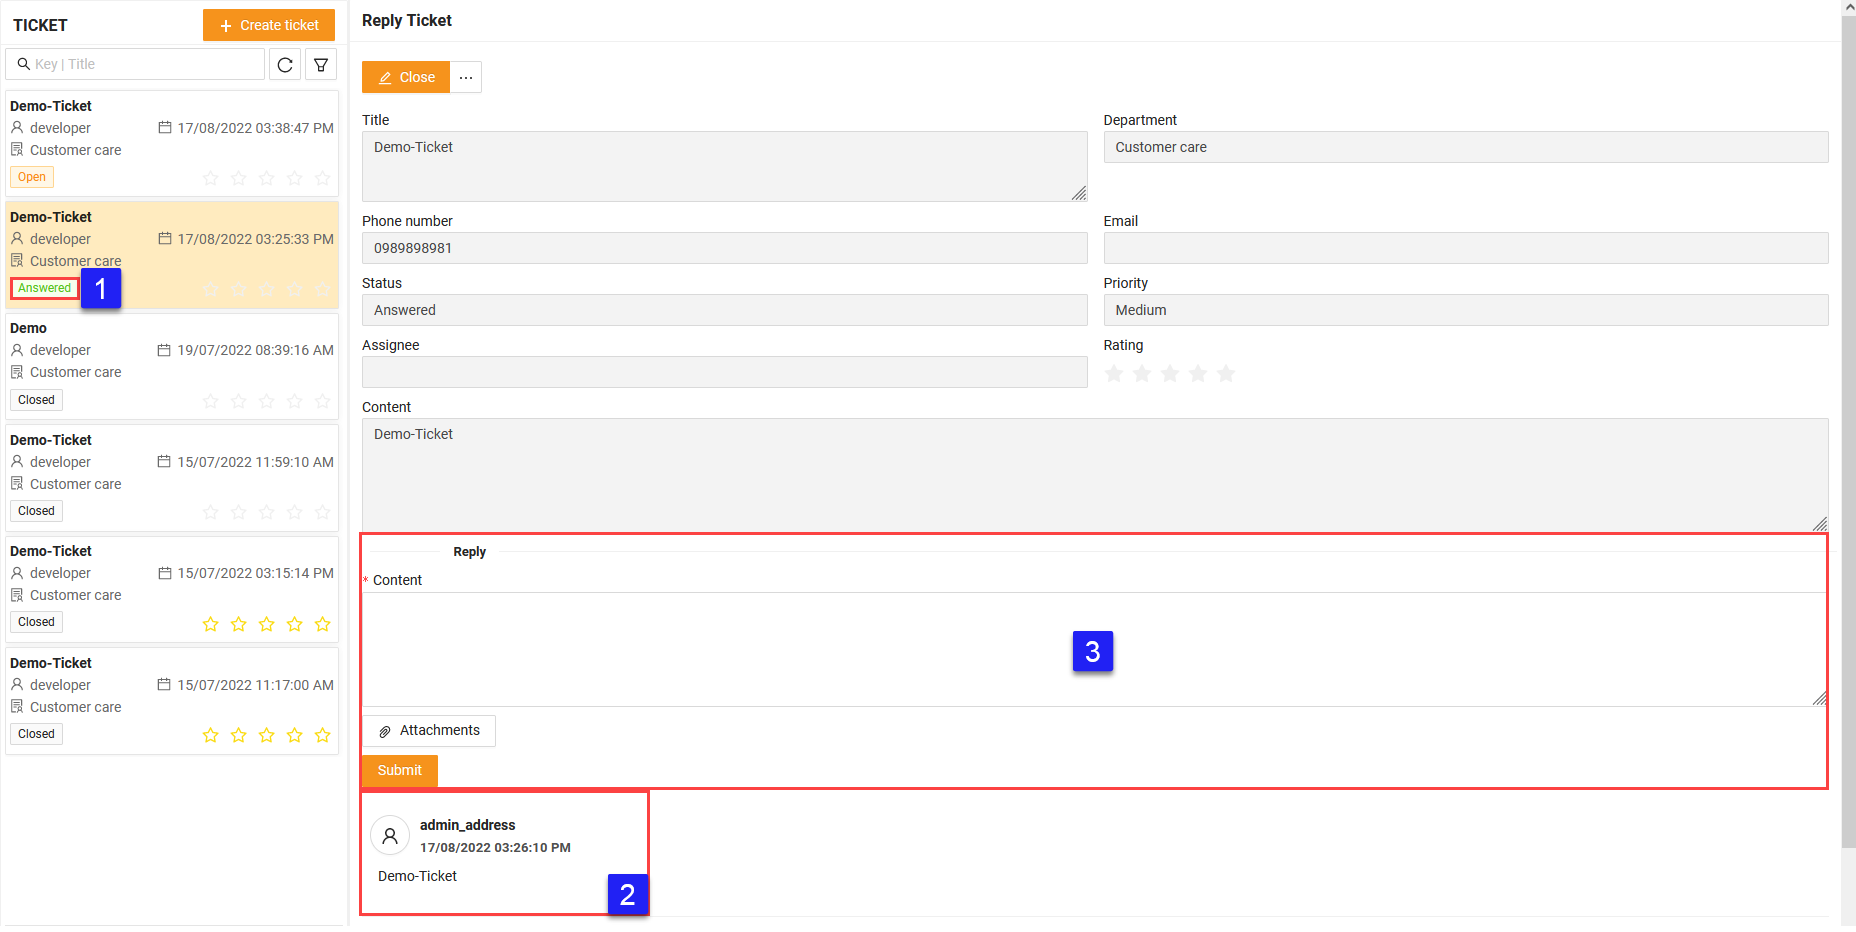 TICKET
Create ticket
Key | Title
Demo-Ticket
developer 17/08/2022 03:38:47 PM
Customer care
Open
Demo-Ticket
developer 17/08/2022 03:25:33 PM
Customer care
Answered
1
Demo
developer 19/07/2022 08:39:16 AM
Customer care
Closed
Demo-Ticket
developer 15/07/2022 11:59:10 AM
Customer care
Closed
Demo-Ticket
developer 15/07/2022 03:15:14 PM
Customer care
Closed
Demo-Ticket
developer 15/07/2022 11:17:00 AM
Customer care
Closed
Reply Ticket
Close ...
Title
Demo-Ticket
Department
Customer care
Phone number
0989898981
Email
Status
Answered
Priority
Medium
Assignee
Rating
Content
Demo-Ticket
Reply
* Content
3
Attachments
Submit
admin_address
17/08/2022 03:26:10 PM
Demo-Ticket
2